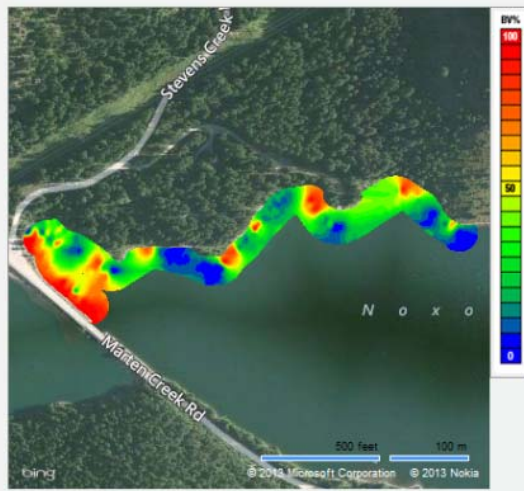 BV%
100
Stevens Creek
50
N o x o
0
Marten Creek Rd
500 feet 100 m
bing © 2013 Microsoft Corporation © 2013 Nokia